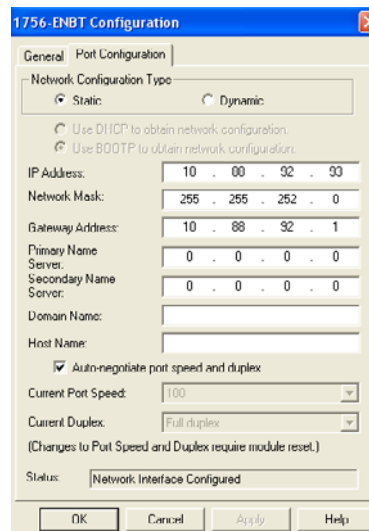 1756-ENBT Configuration
General Port Configuration
Network Configuration Type
Static Dynamic
Use DHCP to obtain network configuration.
Use BOOTP to obtain network configuration.
IP Address: 10 . 88 . 92 . 93
Network Mask: 255 . 255 . 252 . 0
Gateway Address: 10 . 88 . 92 . 1
Primary Name
Server: 0 . 0 . 0 . 0
Secondary Name
Server: 0 . 0 . 0 . 0
Domain Name:
Host Name:
Auto-negotiate port speed and duplex
Current Port Speed: 100
Current Duplex: Full duplex
(Changes to Port Speed and Duplex require module reset.)
Status: Network Interface Configured
OK Cancel Apply Help